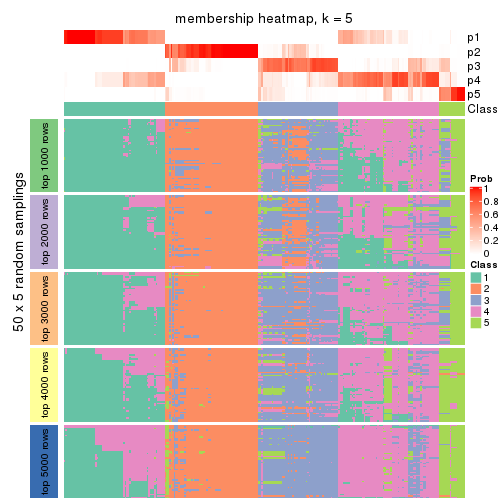 membership heatmap, k = 5
p1
p2
p3
p4
p5
Class
50 x 5 random samplings
top 1000 rows
top 2000 rows
top 3000 rows
top 4000 rows
top 5000 rows
Prob
1
0.8
0.6
0.4
0.2
0
Class
1
2
3
4
5